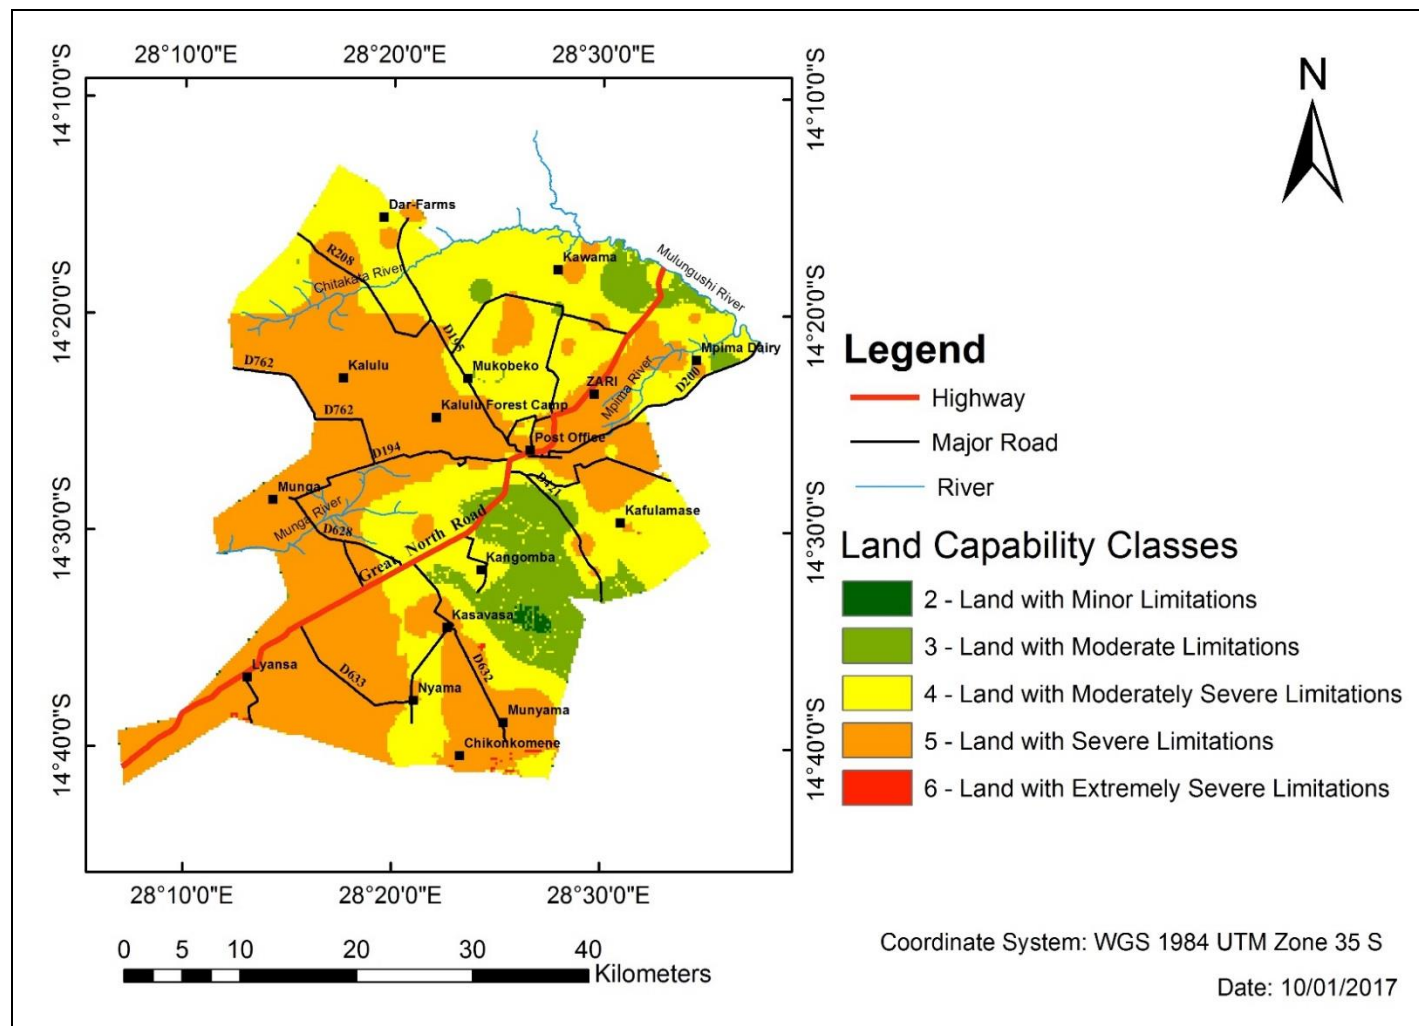 28°10'0"E
28°20'0"E
28°30'0"E
14°10'0"S
14°10'0"S
N
Dar-Farms
R208
Chitakata River
Kawama
Mulungushi River
14°20'0"S
14°20'0"S
D195
D762
Kalulu
Mukobeko
Mpima Dairy
ZARI
Mpima River
D200
D762
Kalulu Forest Camp
Post Office
D194
Munga
D421
Munga River
D628
Kafulamase
Great North Road
14°30'0"S
14°30'0"S
Kangomba
Kasavasa
Lyansa
D633
D632
Nyama
Munyama
Chikonkomene
14°40'0"S
14°40'0"S
28°10'0"E
28°20'0"E
28°30'0"E
Legend
Highway
Major Road
River
Land Capability Classes
2 - Land with Minor Limitations
3 - Land with Moderate Limitations
4 - Land with Moderately Severe Limitations
5 - Land with Severe Limitations
6 - Land with Extremely Severe Limitations
0 5 10 20 30 40
Kilometers
Coordinate System: WGS 1984 UTM Zone 35 S
Date: 10/01/2017